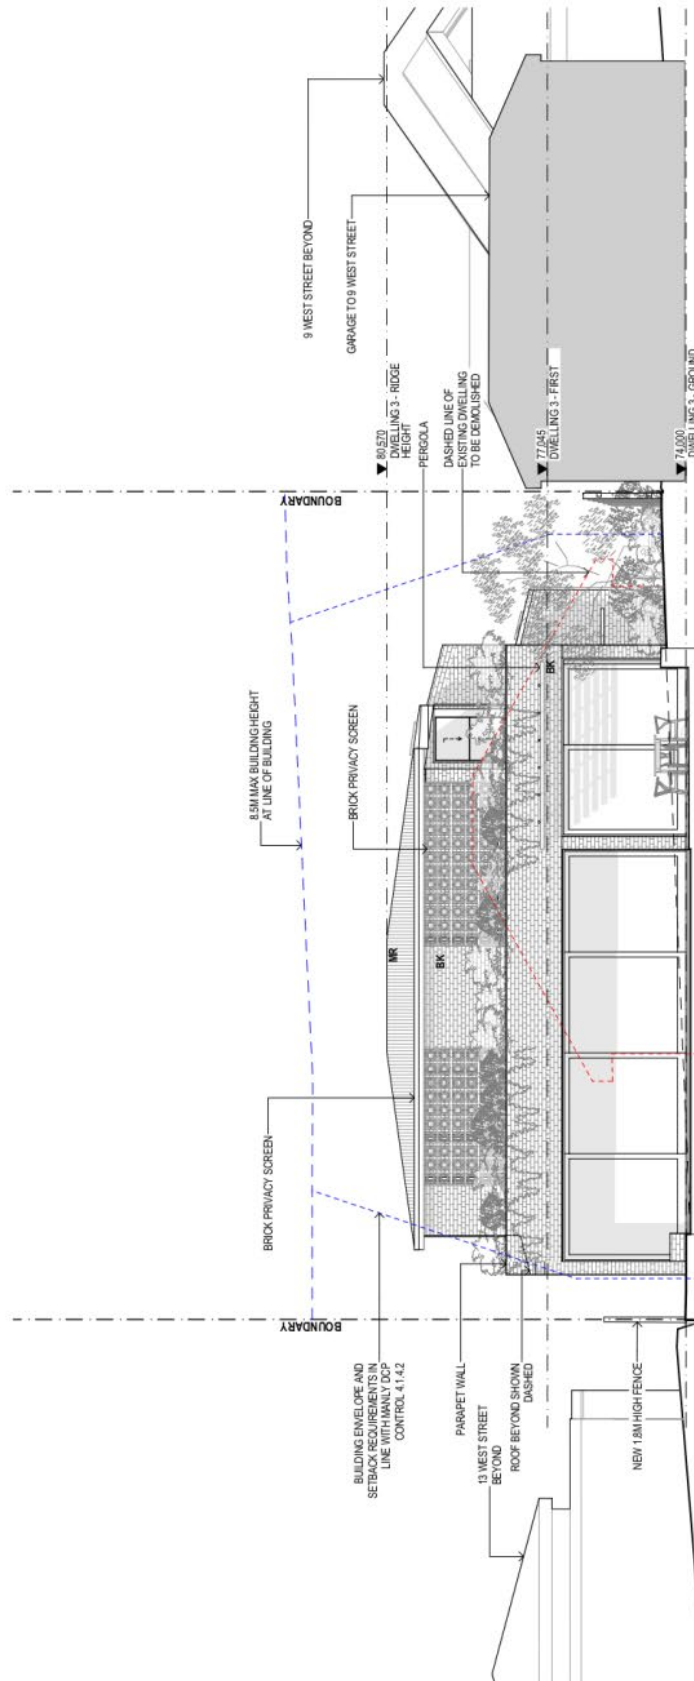 9 WEST STREET BEYOND
GARAGE TO 9 WEST STREET
80,570
DWELLING 3 - RIDGE
HEIGHT
PERGOLA
DASHED LINE OF
EXISTING DWELLING
TO BE DEMOLISHED
77,045
DWELLING 3 - FIRST
74,000
DWELLING 3 - GROUND
BOUNDARY
8.5M MAX BUILDING HEIGHT
AT LINE OF BUILDING
BRICK PRIVACY SCREEN
BK
MR
BK
BRICK PRIVACY SCREEN
BOUNDARY
BUILDING ENVELOPE AND
SETBACK REQUIREMENTS IN
LINE WITH MANLY DCP
CONTROL 4.1.4.2
PARAPET WALL
13 WEST STREET
BEYOND
ROOF BEYOND SHOWN
DASHED
NEW 1.8M HIGH FENCE